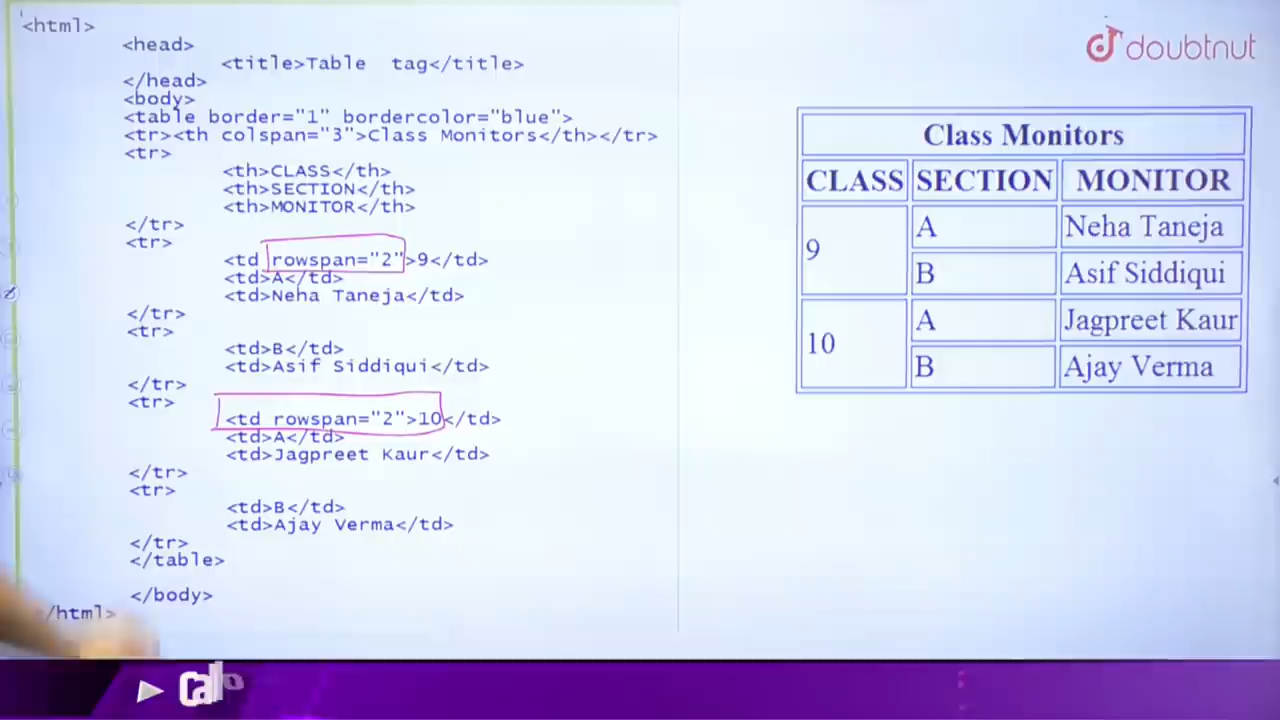 <html>
<head>
<title>Table tag</title>
</head>
<body>
<table border="1" bordercolor="blue">
<tr><th colspan="3">Class Monitors</th></tr>
<tr>
<th>CLASS</th>
<th>SECTION</th>
<th>MONITOR</th>
</tr>
<tr>
<td rowspan="2">9</td>
<td>A</td>
<td>Neha Taneja</td>
</tr>
<tr>
<td>B</td>
<td>Asif Siddiqui</td>
</tr>
<tr>
<td rowspan="2">10</td>
<td>A</td>
<td>Jagpreet Kaur</td>
</tr>
<tr>
<td>B</td>
<td>Ajay Verma</td>
</tr>
</table>
</body>
/html>
doubtnut
Class Monitors
CLASS SECTION MONITOR
9 A Neha Taneja
B Asif Siddiqui
10 A Jagpreet Kaur
B Ajay Verma